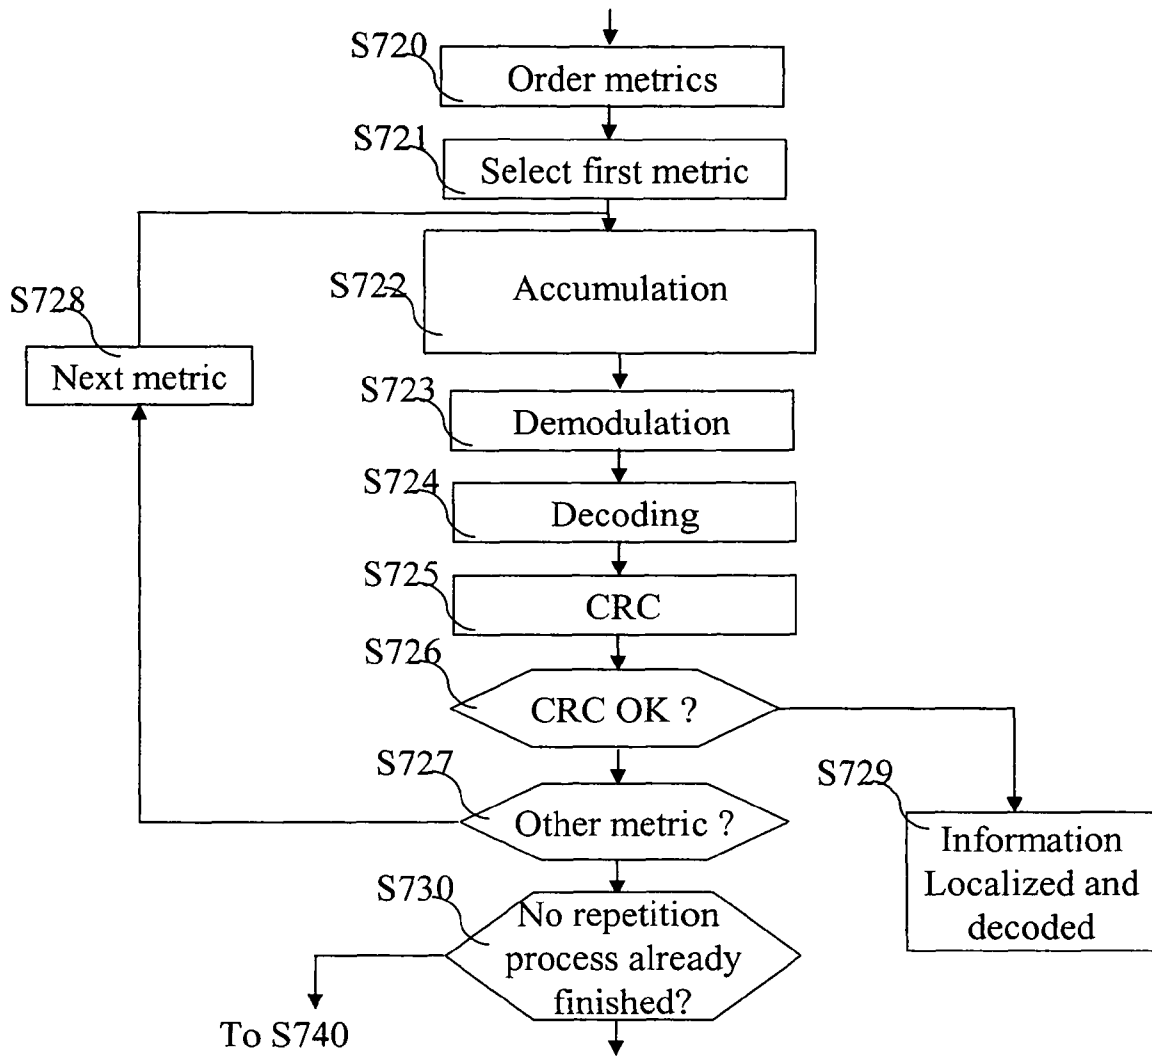 S720
Order metrics
S721
Select first metric
S722
Accumulation
S728
Next metric
S723
Demodulation
S724
Decoding
S725
CRC
S726
CRC OK ?
S727
Other metric ?
S729
Information
Localized and
decoded
S730
No repetition
process already
finished?
To S740